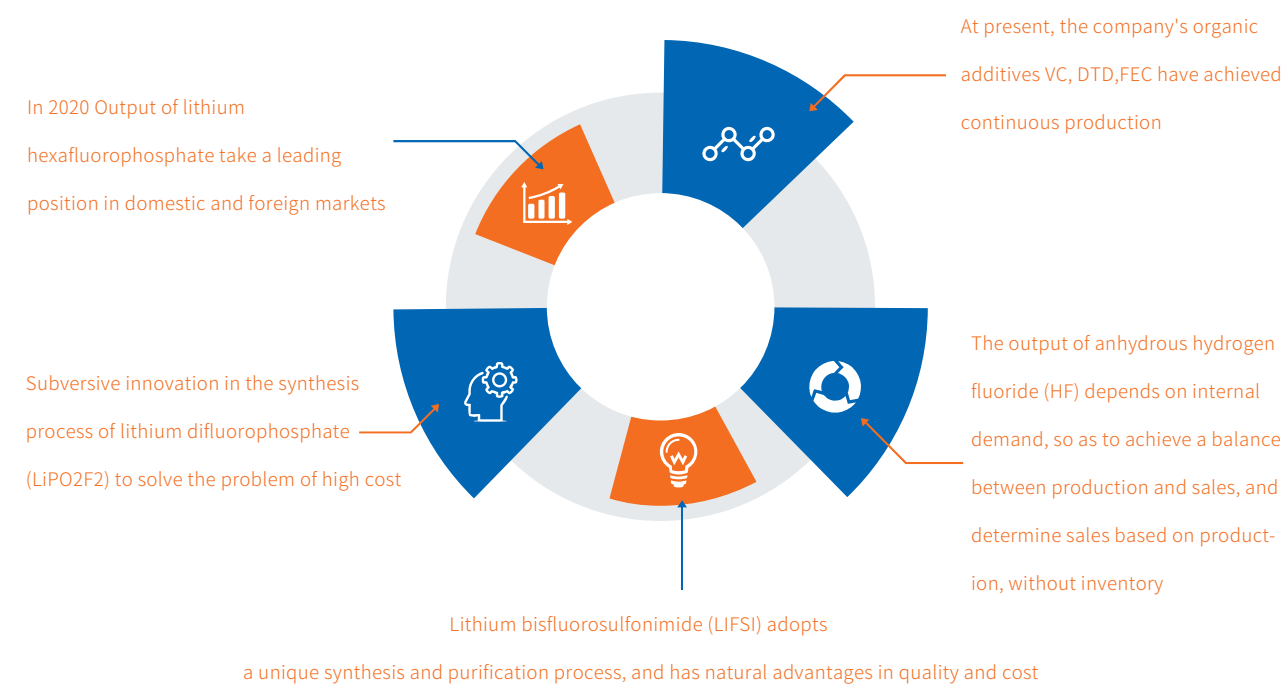 At present, the company's organic
additives VC, DTD,FEC have achieved
continuous production
In 2020 Output of lithium
hexafluorophosphate take a leading
position in domestic and foreign markets
The output of anhydrous hydrogen
fluoride (HF) depends on internal
demand, so as to achieve a balance
between production and sales, and
determine sales based on product-
ion, without inventory
Subversive innovation in the synthesis
process of lithium difluorophosphate
(LiPO2F2) to solve the problem of high cost
Lithium bisfluorosulfonimide (LIFSI) adopts
a unique synthesis and purification process, and has natural advantages in quality and cost